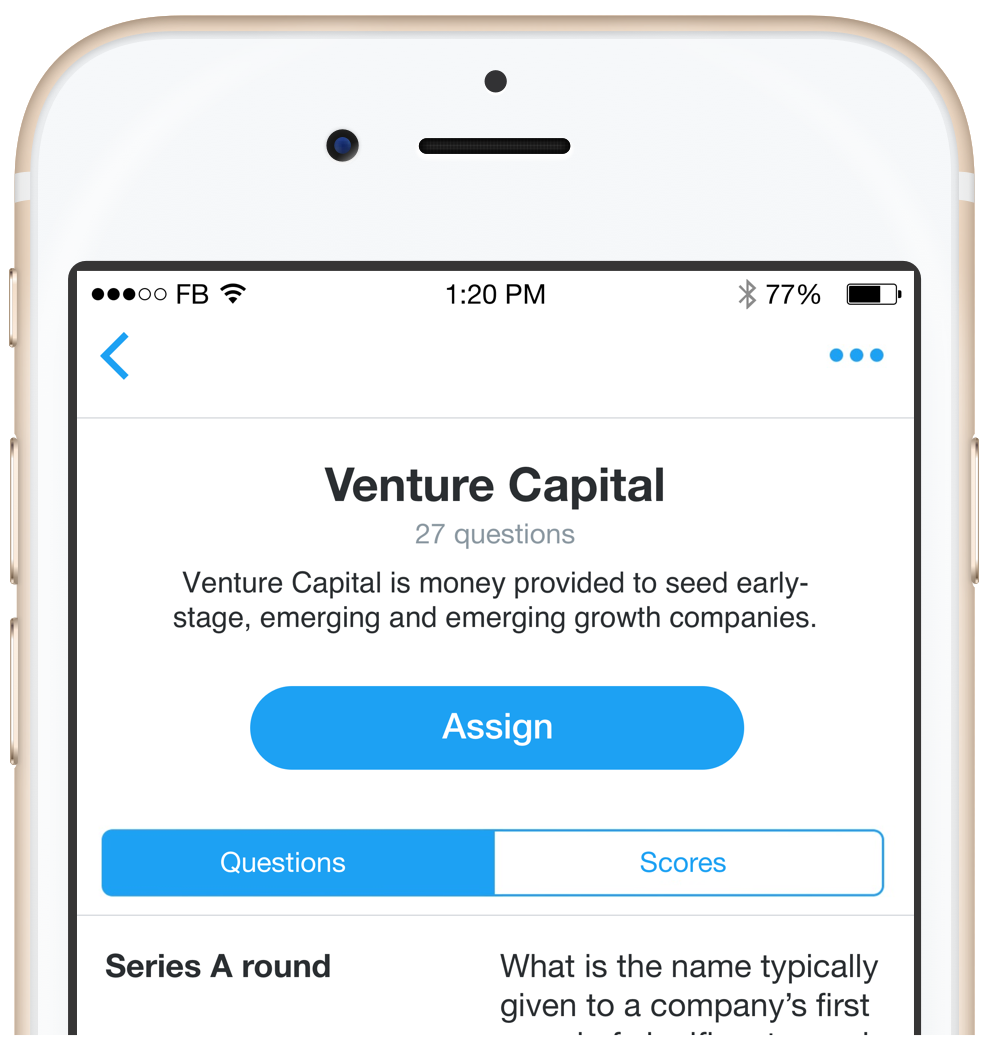 FB 1:20 PM 77%
Venture Capital
27 questions
Venture Capital is money provided to seed early-
stage, emerging and emerging growth companies.
Assign
Questions Scores
Series A round What is the name typically
given to a company’s first